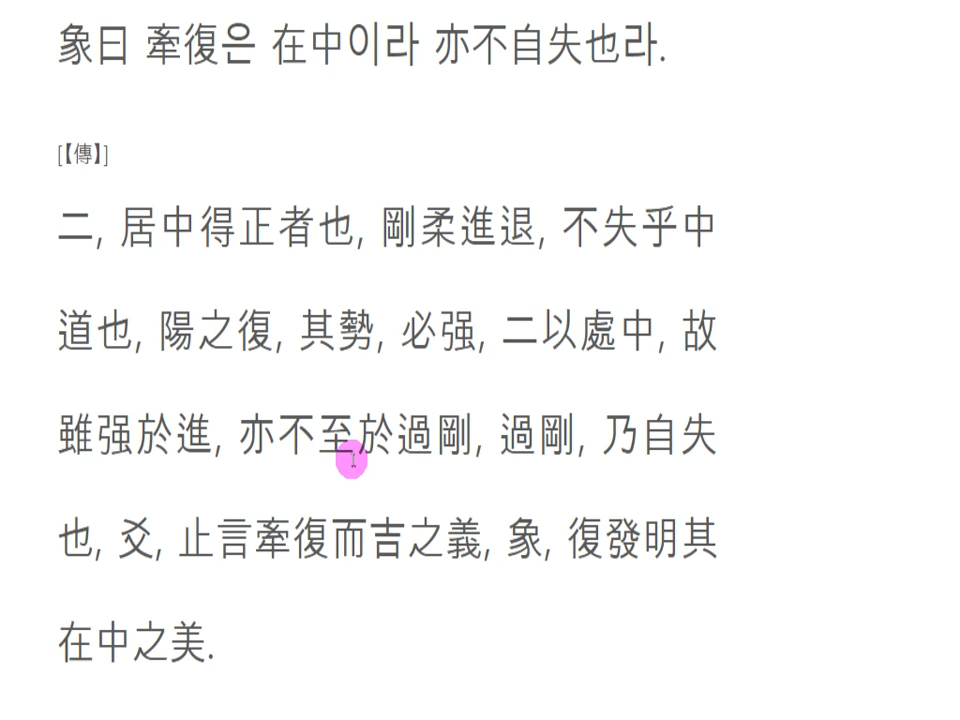 象曰 牽復은 在中이라 亦不自失也라.
[【傳】]
二, 居中得正者也, 剛柔進退, 不失乎中
道也, 陽之復, 其勢, 必强, 二以處中, 故
雖强於進, 亦不至於過剛, 過剛, 乃自失
也, 爻, 止言牽復而吉之義, 象, 復發明其
在中之美.